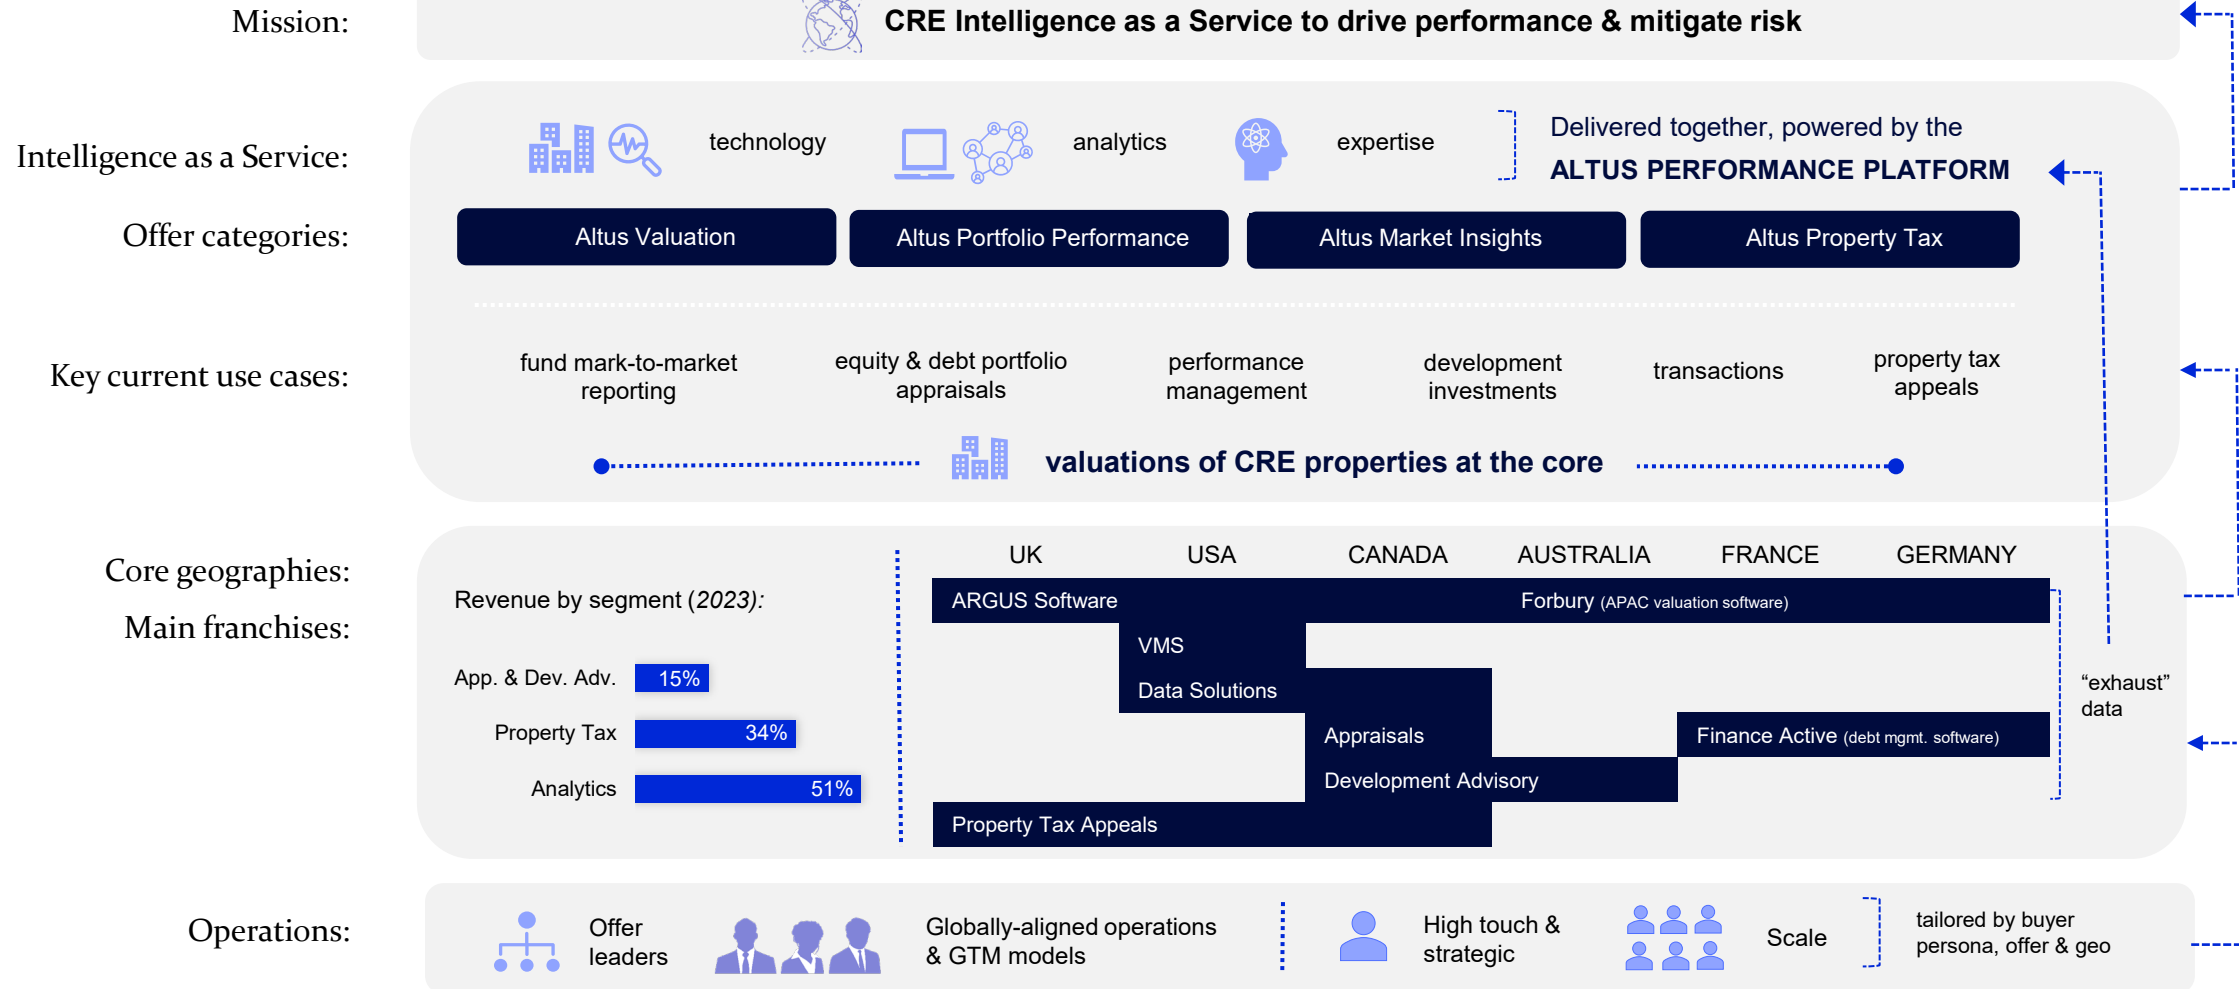 Mission:
CRE Intelligence as a Service to drive performance & mitigate risk
Intelligence as a Service:
technology
analytics
expertise
Delivered together, powered by the
ALTUS PERFORMANCE PLATFORM
Offer categories:
Altus Valuation
Altus Portfolio Performance
Altus Market Insights
Altus Property Tax
Key current use cases:
fund mark-to-market
reporting
equity & debt portfolio
appraisals
performance
management
development
investments
transactions
property tax
appeals
valuations of CRE properties at the core
Core geographies:
Main franchises:
Revenue by segment (2023):
App. & Dev. Adv.
15%
Property Tax
34%
Analytics
51%
UK
USA
CANADA
AUSTRALIA
FRANCE
GERMANY
ARGUS Software
Forbury (APAC valuation software)
VMS
Data Solutions
Appraisals
Finance Active (debt mgmt. software)
Development Advisory
Property Tax Appeals
“exhaust”
data
Operations:
Offer
leaders
Globally-aligned operations
& GTM models
High touch &
strategic
Scale
tailored by buyer
persona, offer & geo